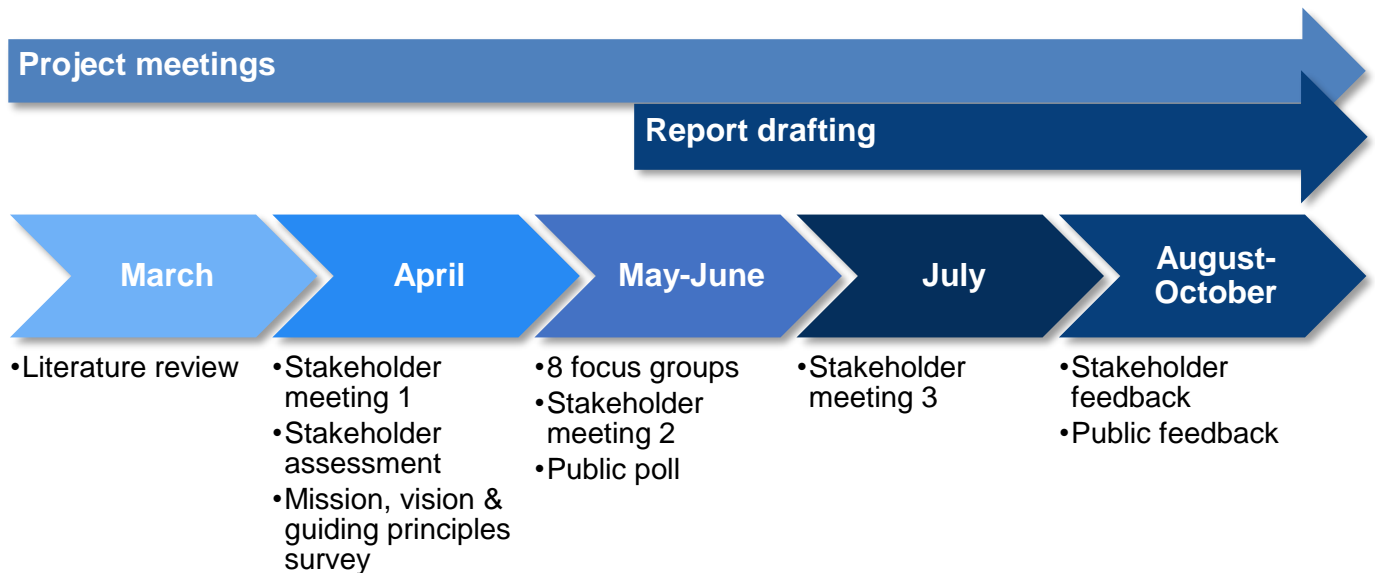 Project meetings
Report drafting
March
April
May-June
July
August-
October
•Literature review
•Stakeholder
meeting 1
•Stakeholder
assessment
•Mission, vision &
guiding principles
survey
•8 focus groups
•Stakeholder
meeting 2
•Public poll
•Stakeholder
meeting 3
•Stakeholder
feedback
•Public feedback